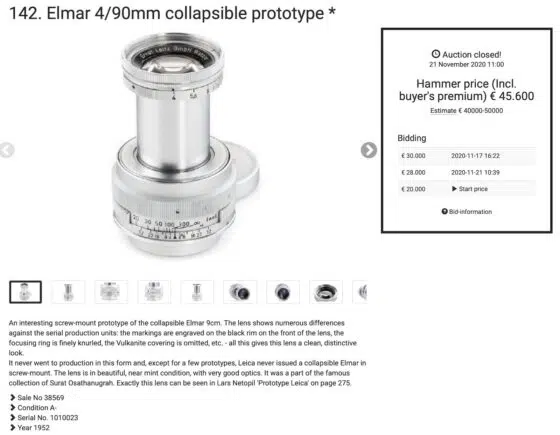 142. Elmar 4/90mm collapsible prototype *
Auction closed!
21 November 2020 11:00
Hammer price (Incl.
buyer's premium) € 45.600
Estimate € 40000-50000
Bidding
€ 30.000 2020-11-17 16:22
€ 28.000 2020-11-21 10:39
€ 20.000 Start price
Bid-information
An interesting screw-mount prototype of the collapsible Elmar 9cm. The lens shows numerous differences
against the serial production units: the markings are engraved on the black rim on the front of the lens, the
focusing ring is finely knurled, the Vulkanite covering is omitted, etc. - all this gives this lens a clean, distinctive
look.
It never went to production in this form and, except for a few prototypes, Leica never issued a collapsible Elmar in
screw-mount. The lens is in beautiful, near mint condition, with very good optics. It was a part of the famous
collection of Surat Osathanugrah. Exactly this lens can be seen in Lars Netopil 'Prototype Leica' on page 275.
Sale No 38569
Condition A-
Serial No. 1010023
Year 1952